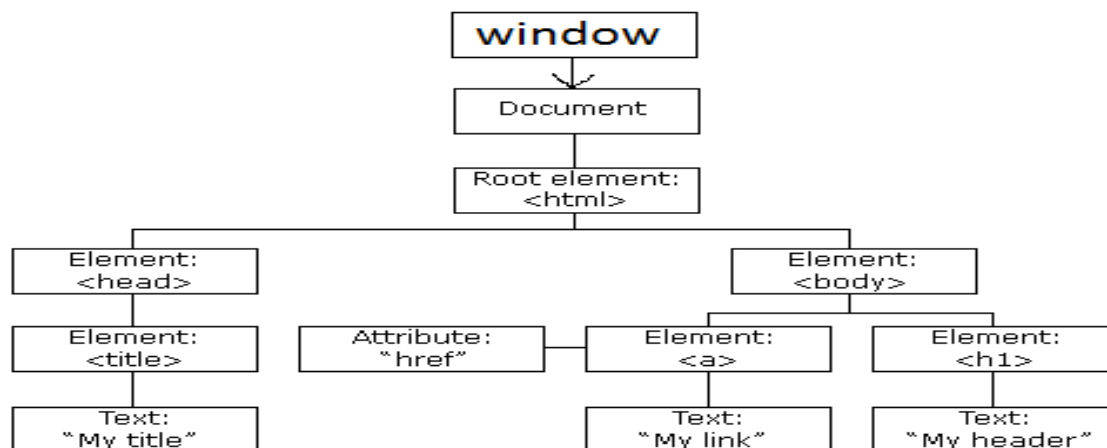 window
Document
Root element:
<html>
Element:
<head>
Element:
<body>
Element:
<title>
Attribute:
“href”
Element:
<a>
Element:
<h1>
Text:
“My title”
Text:
“My link”
Text:
“My header”